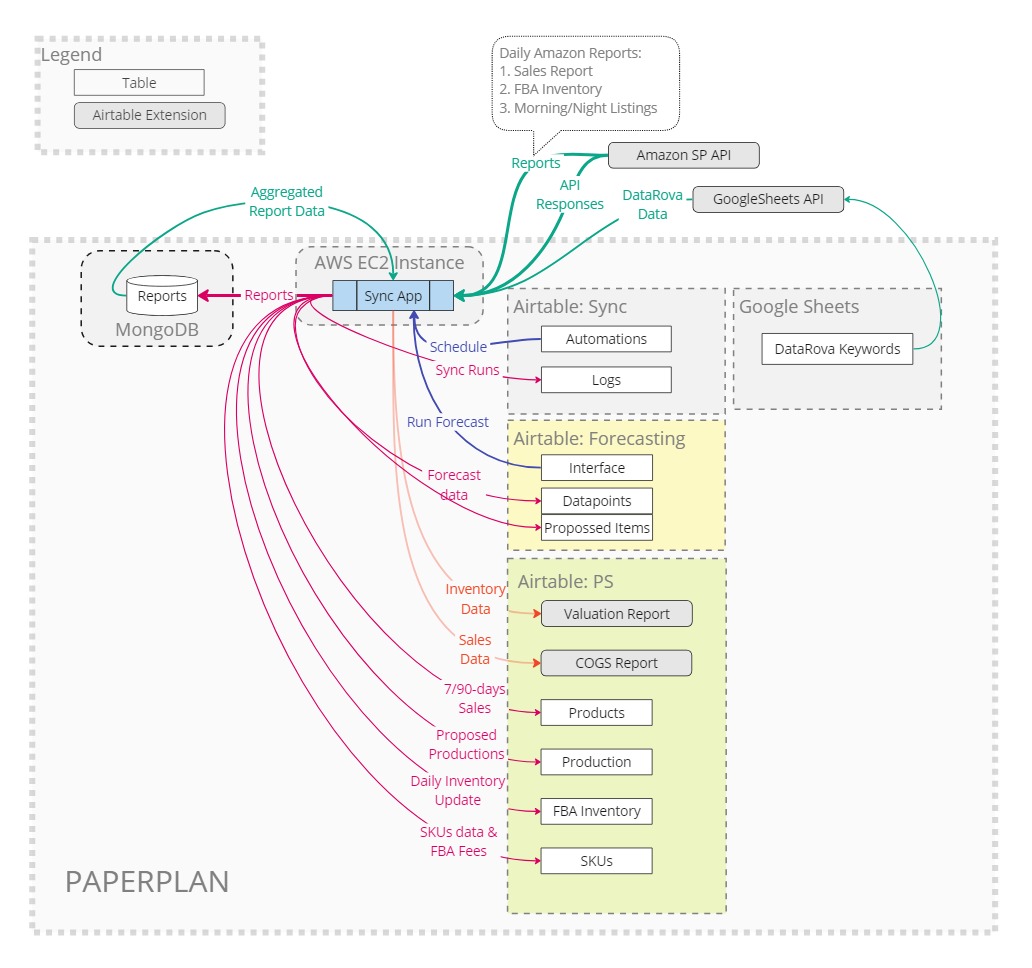 Legend
Table
Airtable Extension
Daily Amazon Reports:
1. Sales Report
2. FBA Inventory
3. Morning/Night Listings
Reports
Amazon SP API
API
Responses
DataRova
Data
GoogleSheets API
Aggregated
Report Data
AWS EC2 Instance
Sync App
Reports
MongoDB
Reports
Airtable: Sync
Automations
Logs
Schedule
Sync Runs
Google Sheets
DataRova Keywords
Run Forecast
Airtable: Forecasting
Interface
Datapoints
Propossed Items
Forecast
data
Airtable: PS
Inventory
Data
Valuation Report
Sales
Data
COGS Report
7/90-days
Sales
Products
Proposed
Productions
Production
Daily Inventory
Update
FBA Inventory
SKUs data &
FBA Fees
SKUs
PAPERPLAN